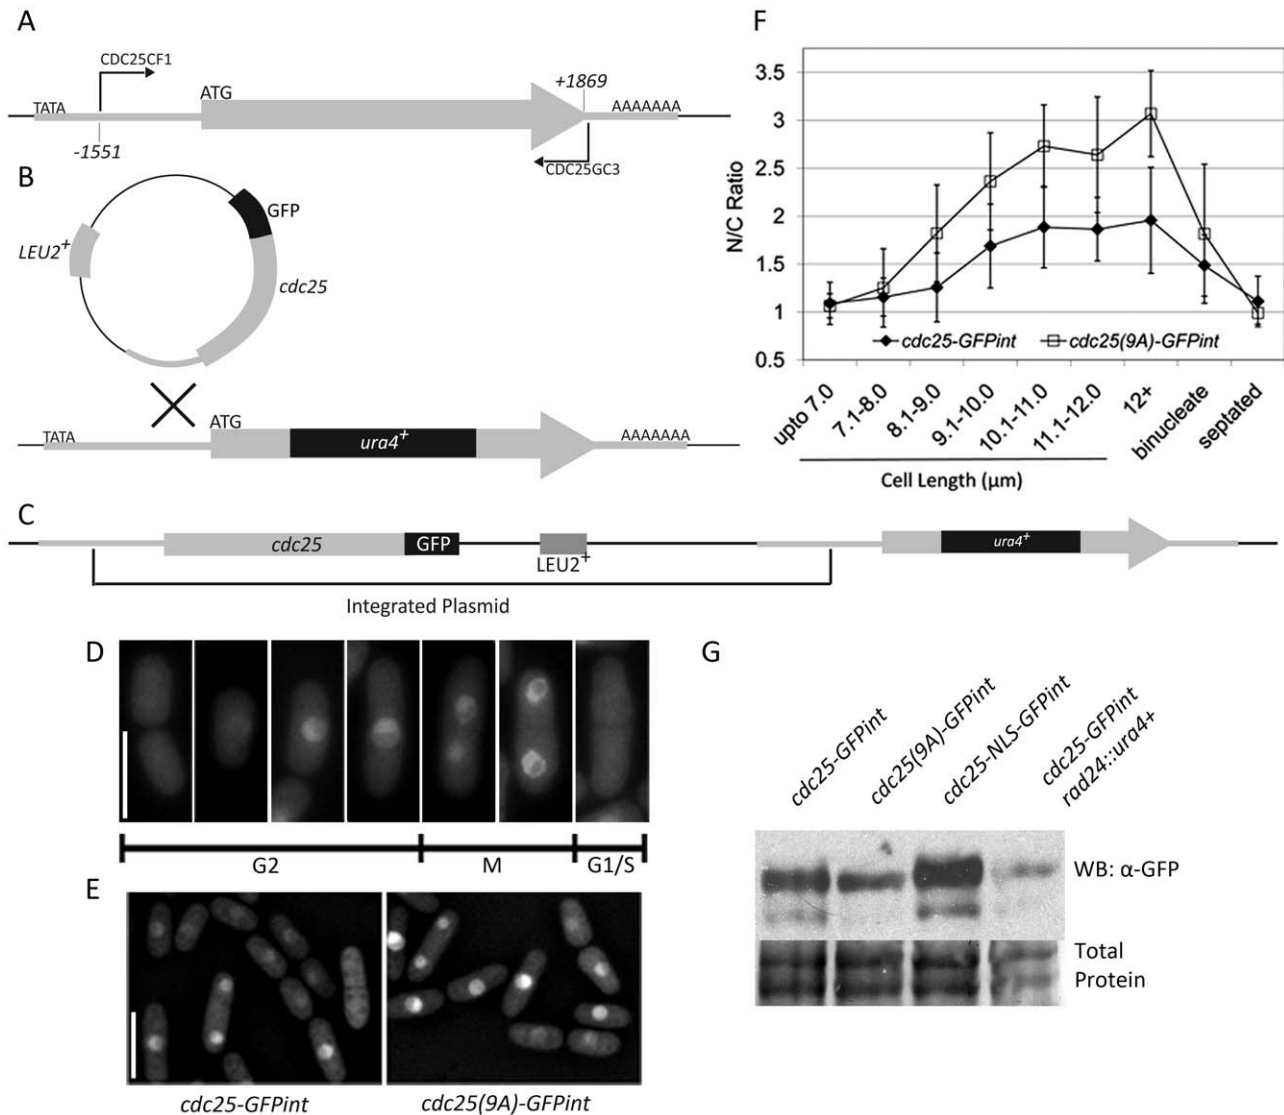 A
CDC25CF1
TATA
ATG
+1869
AAAAAAA
-1551
CDC25GC3
B
GFP
LEU2+
cdc25
TATA
ATG
ura4+
AAAAAAA
C
cdc25
GFP
LEU2+
ura4+
Integrated Plasmid
D
G2
M
G1/S
E
cdc25-GFPint
cdc25(9A)-GFPint
F
N/C Ratio
3.5
3
2.5
2
1.5
1
0.5
cdc25-GFPint
cdc25(9A)-GFPint
upto 7.0
7.1-8.0
8.1-9.0
9.1-10.0
10.1-11.0
11.1-12.0
12+
binucleate
septated
Cell Length (μm)
G
cdc25-GFPint
cdc25(9A)-GFPint
cdc25-NLS-GFPint
cdc25-GFPint
rad24::ura4+
WB: α-GFP
Total
Protein